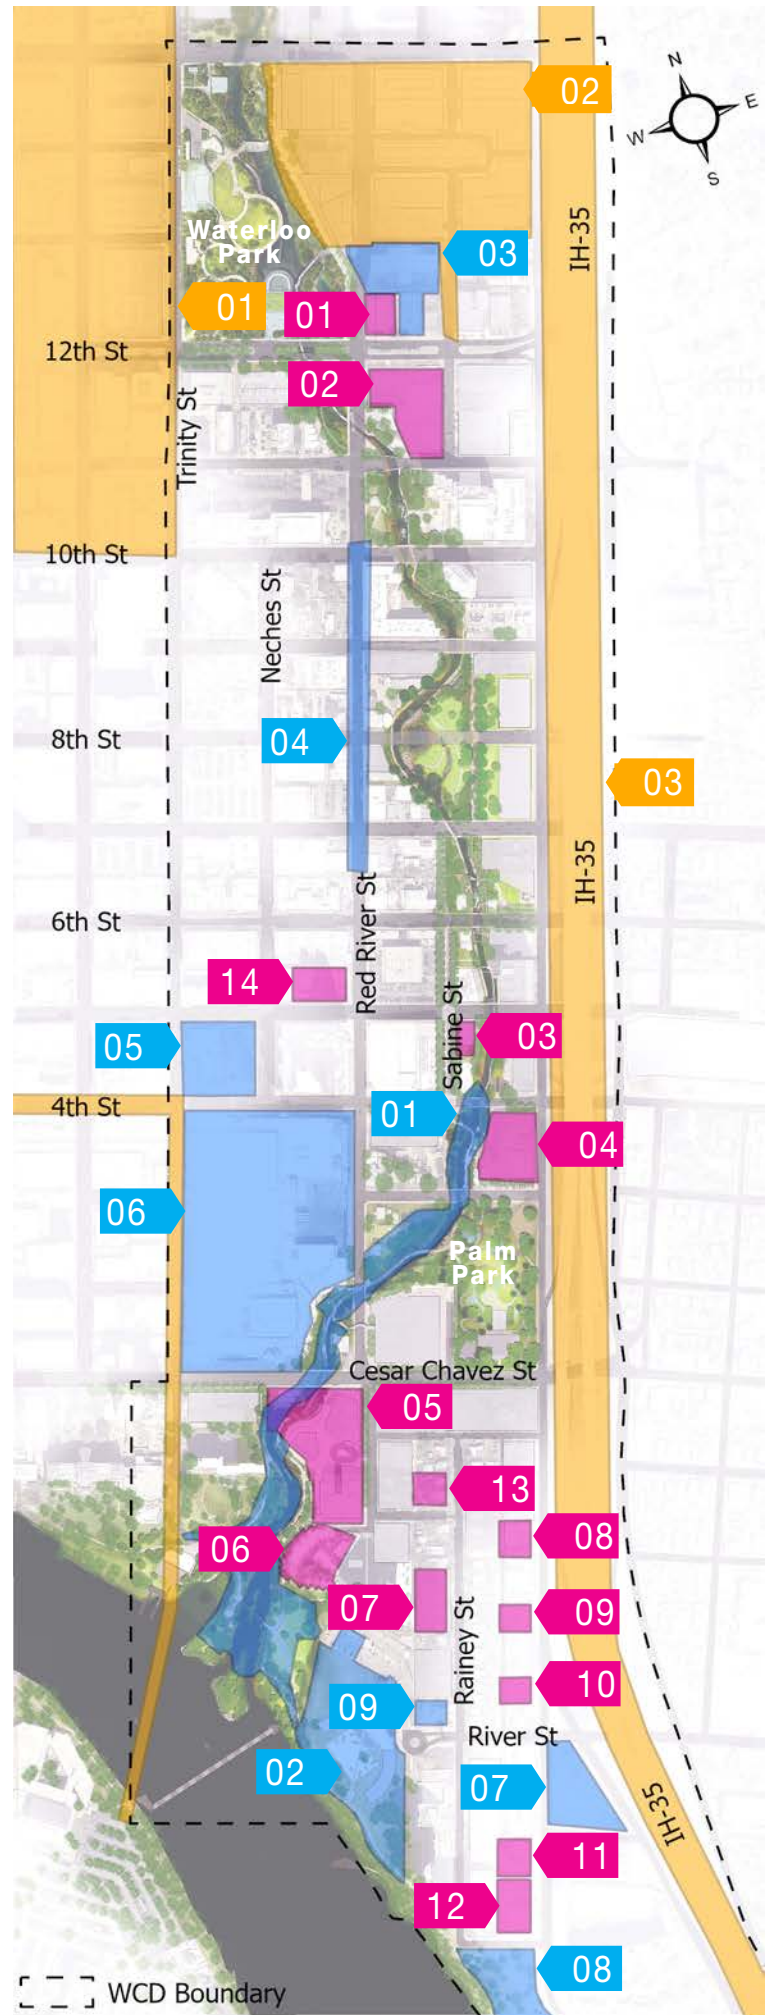 N
02
E
W
S
IH-35
Waterloo
Park
03
01
01
12th St
02
Trinity St
10th St
Neches St
8th St
04
03
IH-35
6th St
Red River St
14
Sabine St
03
05
4th St
01
04
06
Palm
Park
Cesar Chavez St
05
13
08
06
07
09
Rainey St
10
09
River St
02
07
IH-35
11
12
08
WCD Boundary